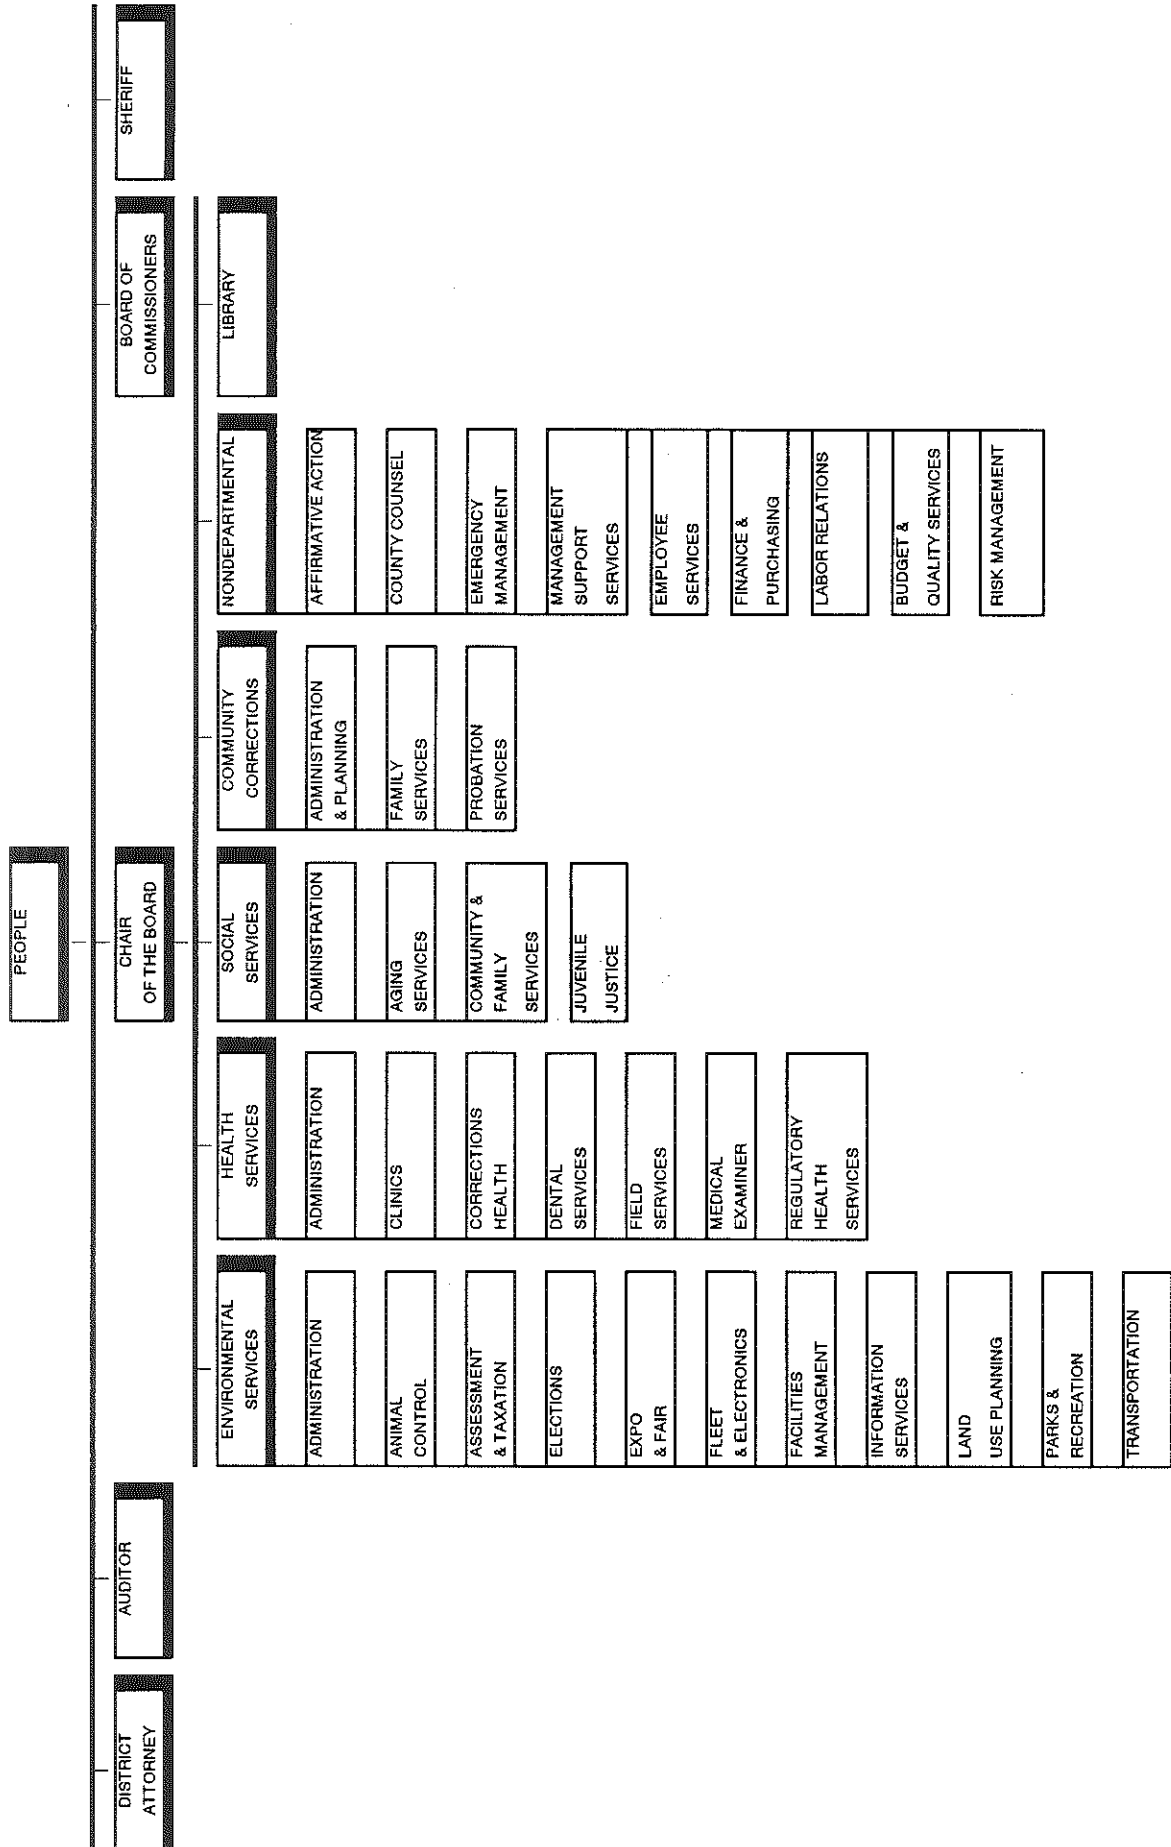 PEOPLE
DISTRICT
ATTORNEY
AUDITOR
CHAIR
OF THE BOARD
BOARD OF
COMMISSIONERS
SHERIFF
ENVIRONMENTAL
SERVICES
ADMINISTRATION
ANIMAL
CONTROL
ASSESSMENT
& TAXATION
ELECTIONS
EXPO
& FAIR
FLEET
& ELECTRONICS
FACILITIES
MANAGEMENT
INFORMATION
SERVICES
LAND
USE PLANNING
PARKS &
RECREATION
TRANSPORTATION
HEALTH
SERVICES
ADMINISTRATION
CLINICS
CORRECTIONS
HEALTH
DENTAL
SERVICES
FIELD
SERVICES
MEDICAL
EXAMINER
REGULATORY
HEALTH
SERVICES
SOCIAL
SERVICES
ADMINISTRATION
AGING
SERVICES
COMMUNITY &
FAMILY
SERVICES
JUVENILE
JUSTICE
COMMUNITY
CORRECTIONS
ADMINISTRATION
& PLANNING
FAMILY
SERVICES
PROBATION
SERVICES
NONDEPARTMENTAL
AFFIRMATIVE ACTION
COUNTY COUNSEL
EMERGENCY
MANAGEMENT
MANAGEMENT
SUPPORT
SERVICES
EMPLOYEE
SERVICES
FINANCE &
PURCHASING
LABOR RELATIONS
BUDGET &
QUALITY SERVICES
RISK MANAGEMENT
LIBRARY